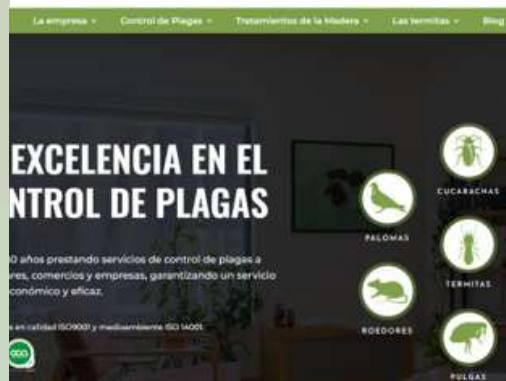 La empresa
Control de Plagas
Tratamientos de la Madera
Las termitas
Blog
EXCELENCIA EN EL
NTROL DE PLAGAS
0 años prestando servicios de control de plagas a
res, comercios y empresas, garantizando un servicio
conómico y eficaz.
s en calidad ISO9001 y medioambiente ISO 14001.
CUCARACHAS
PALOMAS
TERMITAS
ROEDORES
PULGAS